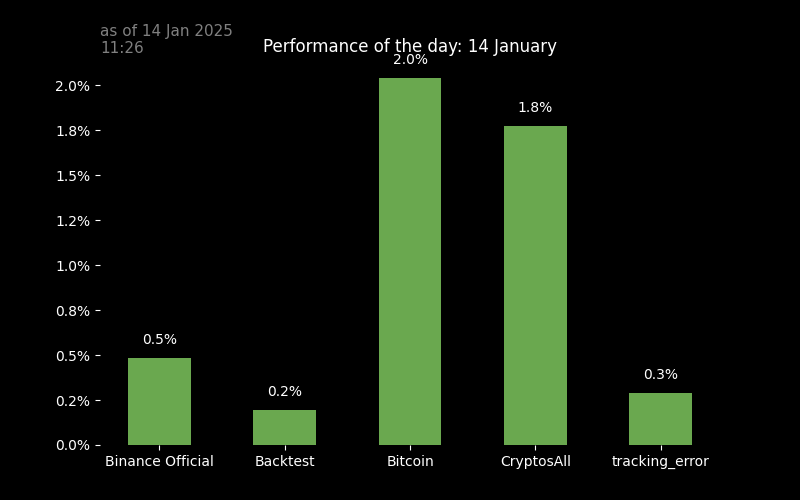 as of 14 Jan 2025
11:26
Performance of the day: 14 January
2.0%
1.8%
1.5%
1.2%
1.0%
0.8%
0.5%
0.2%
0.0%
0.5%
0.2%
2.0%
1.8%
0.3%
Binance Official
Backtest
Bitcoin
CryptosAll
tracking_error